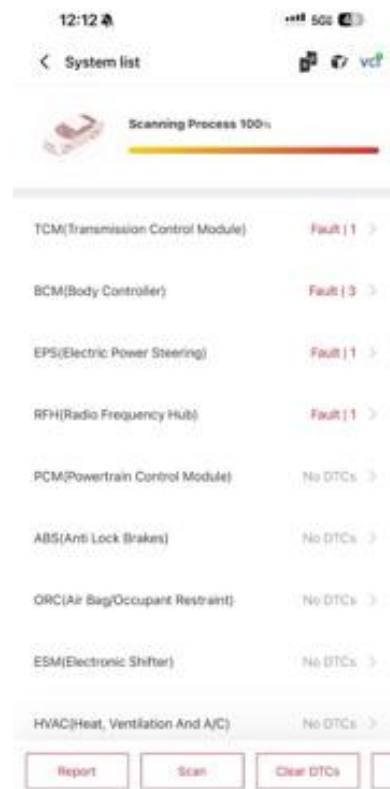 12:12
System list
vci
Scanning Process 100%
TCM(Transmission Control Module) Fault | 1
BCM(Body Controller) Fault | 3
EPS(Electric Power Steering) Fault | 1
RFH(Radio Frequency Hub) Fault | 1
PCM(Powertrain Control Module) No DTCs
ABS(Anti Lock Brakes) No DTCs
ORC(Air Bag/Occupant Restraint) No DTCs
ESM(Electronic Shifter) No DTCs
HVAC(Heat, Ventilation And A/C) No DTCs
Report Scan Clear DTCs